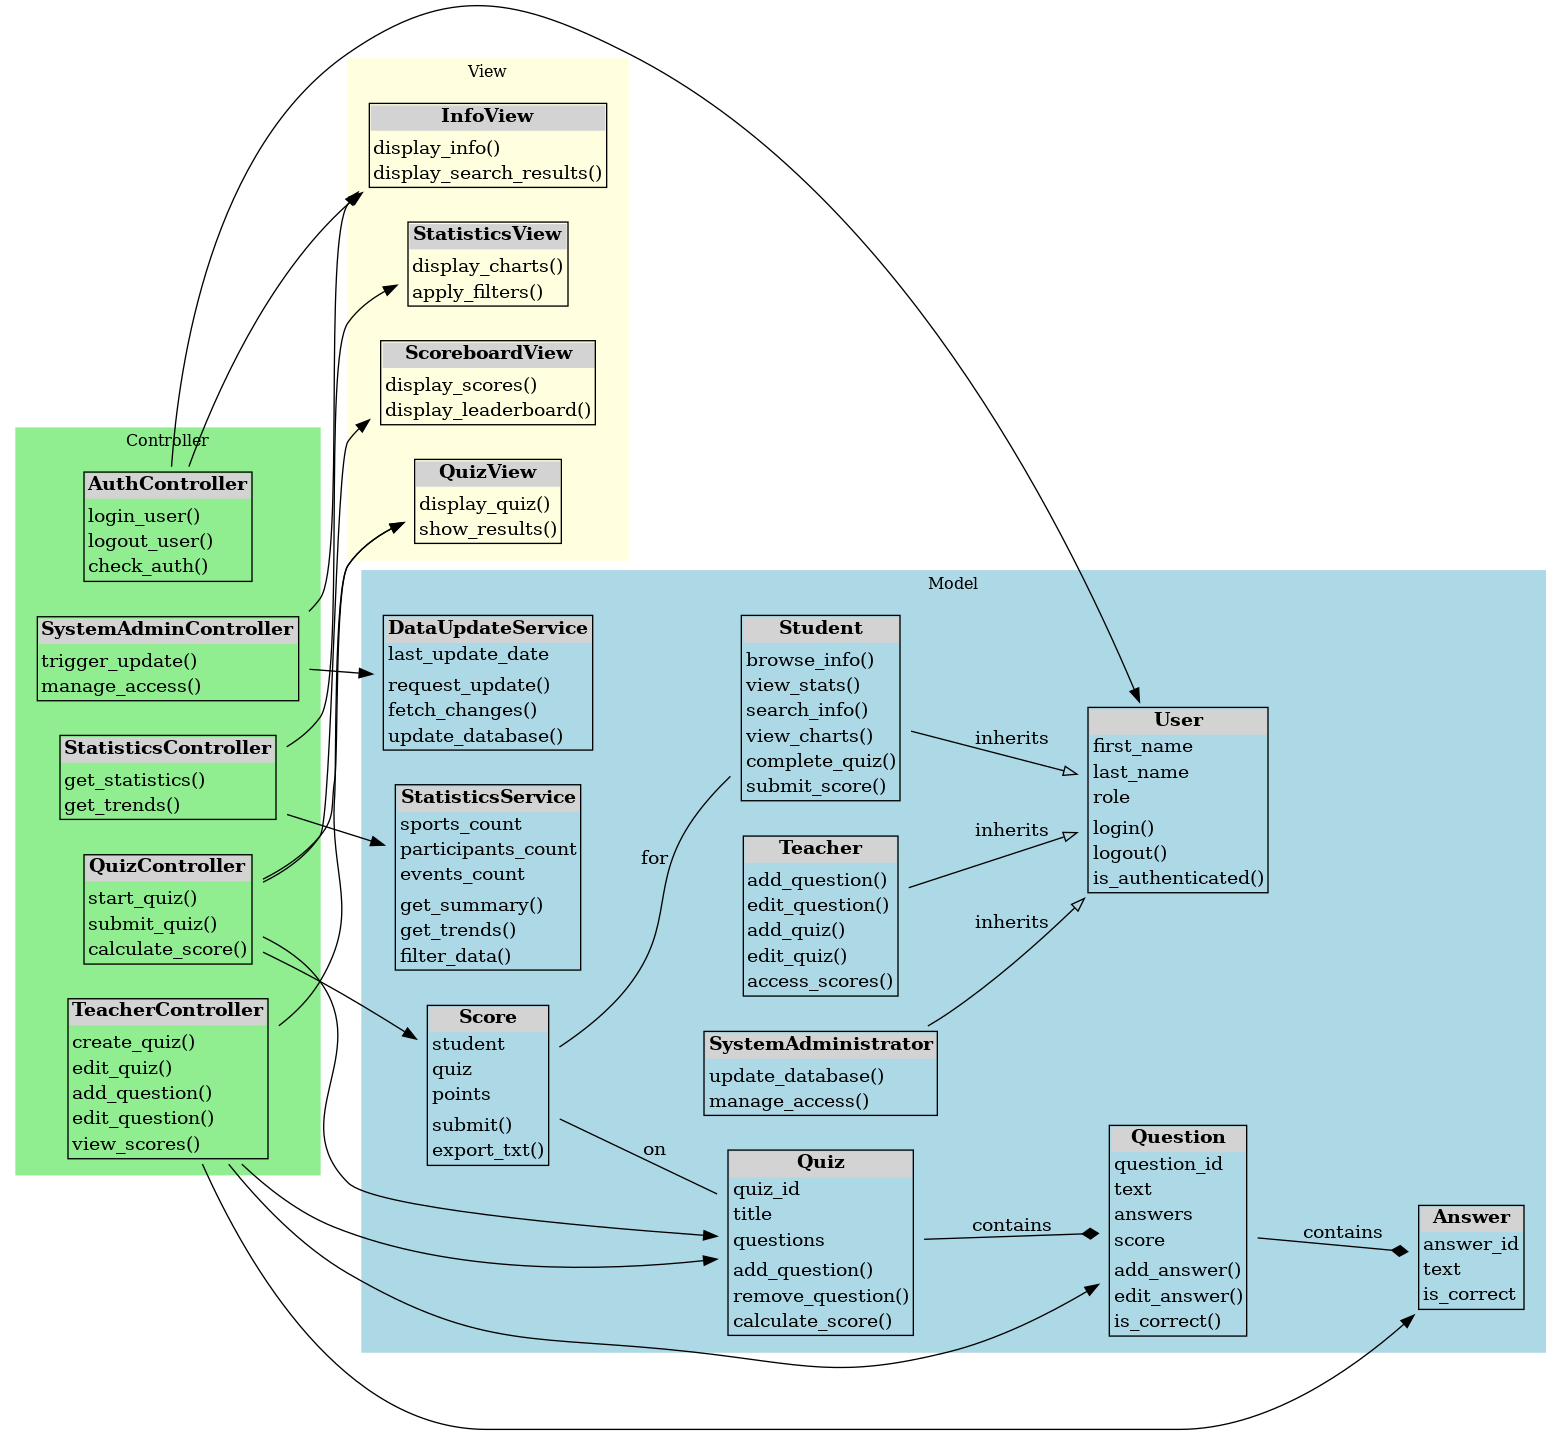 View
InfoView
display_info()
display_search_results()
StatisticsView
display_charts()
apply_filters()
ScoreboardView
display_scores()
display_leaderboard()
QuizView
display_quiz()
show_results()
Controller
AuthController
login_user()
logout_user()
check_auth()
SystemAdminController
trigger_update()
manage_access()
StatisticsController
get_statistics()
get_trends()
QuizController
start_quiz()
submit_quiz()
calculate_score()
TeacherController
create_quiz()
edit_quiz()
add_question()
edit_question()
view_scores()
Model
DataUpdateService
last_update_date
request_update()
fetch_changes()
update_database()
StatisticsService
sports_count
participants_count
events_count
get_summary()
get_trends()
filter_data()
Score
student
quiz
points
submit()
export_txt()
for
on
Student
browse_info()
view_stats()
search_info()
view_charts()
complete_quiz()
submit_score()
Teacher
add_question()
edit_question()
add_quiz()
edit_quiz()
access_scores()
SystemAdministrator
update_database()
manage_access()
Quiz
quiz_id
title
questions
add_question()
remove_question()
calculate_score()
inherits
inherits
inherits
contains
User
first_name
last_name
role
login()
logout()
is_authenticated()
Question
question_id
text
answers
score
add_answer()
edit_answer()
is_correct()
contains
Answer
answer_id
text
is_correct